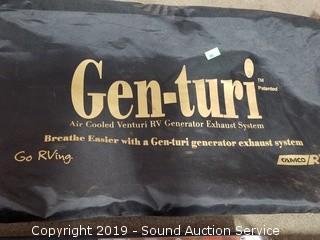 Gen-turi™
Patented
Air Cooled Venturi RV Generator Exhaust System
Breathe Easier with a Gen-turi generator exhaust system
Go RVing.
CAMCO R
Copyright 2019 - Sound Auction Service